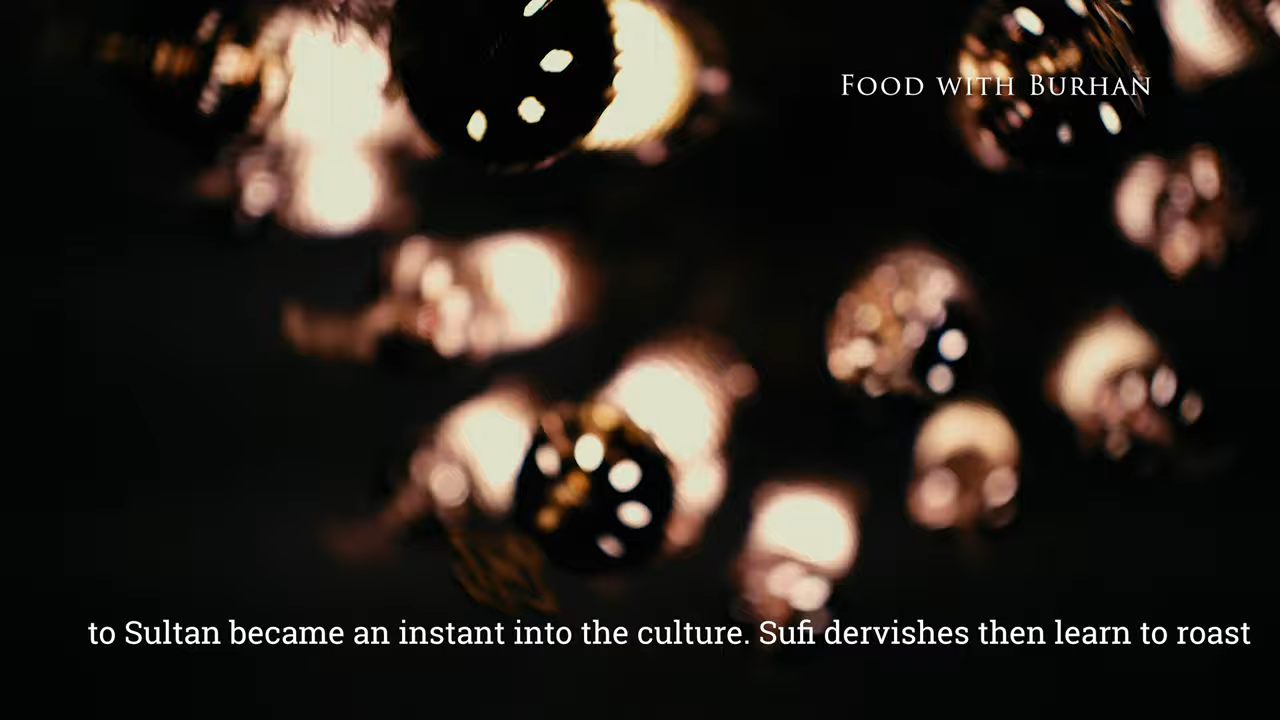 Food with Burhan
to Sultan became an instant into the culture. Sufi dervishes then learn to roast